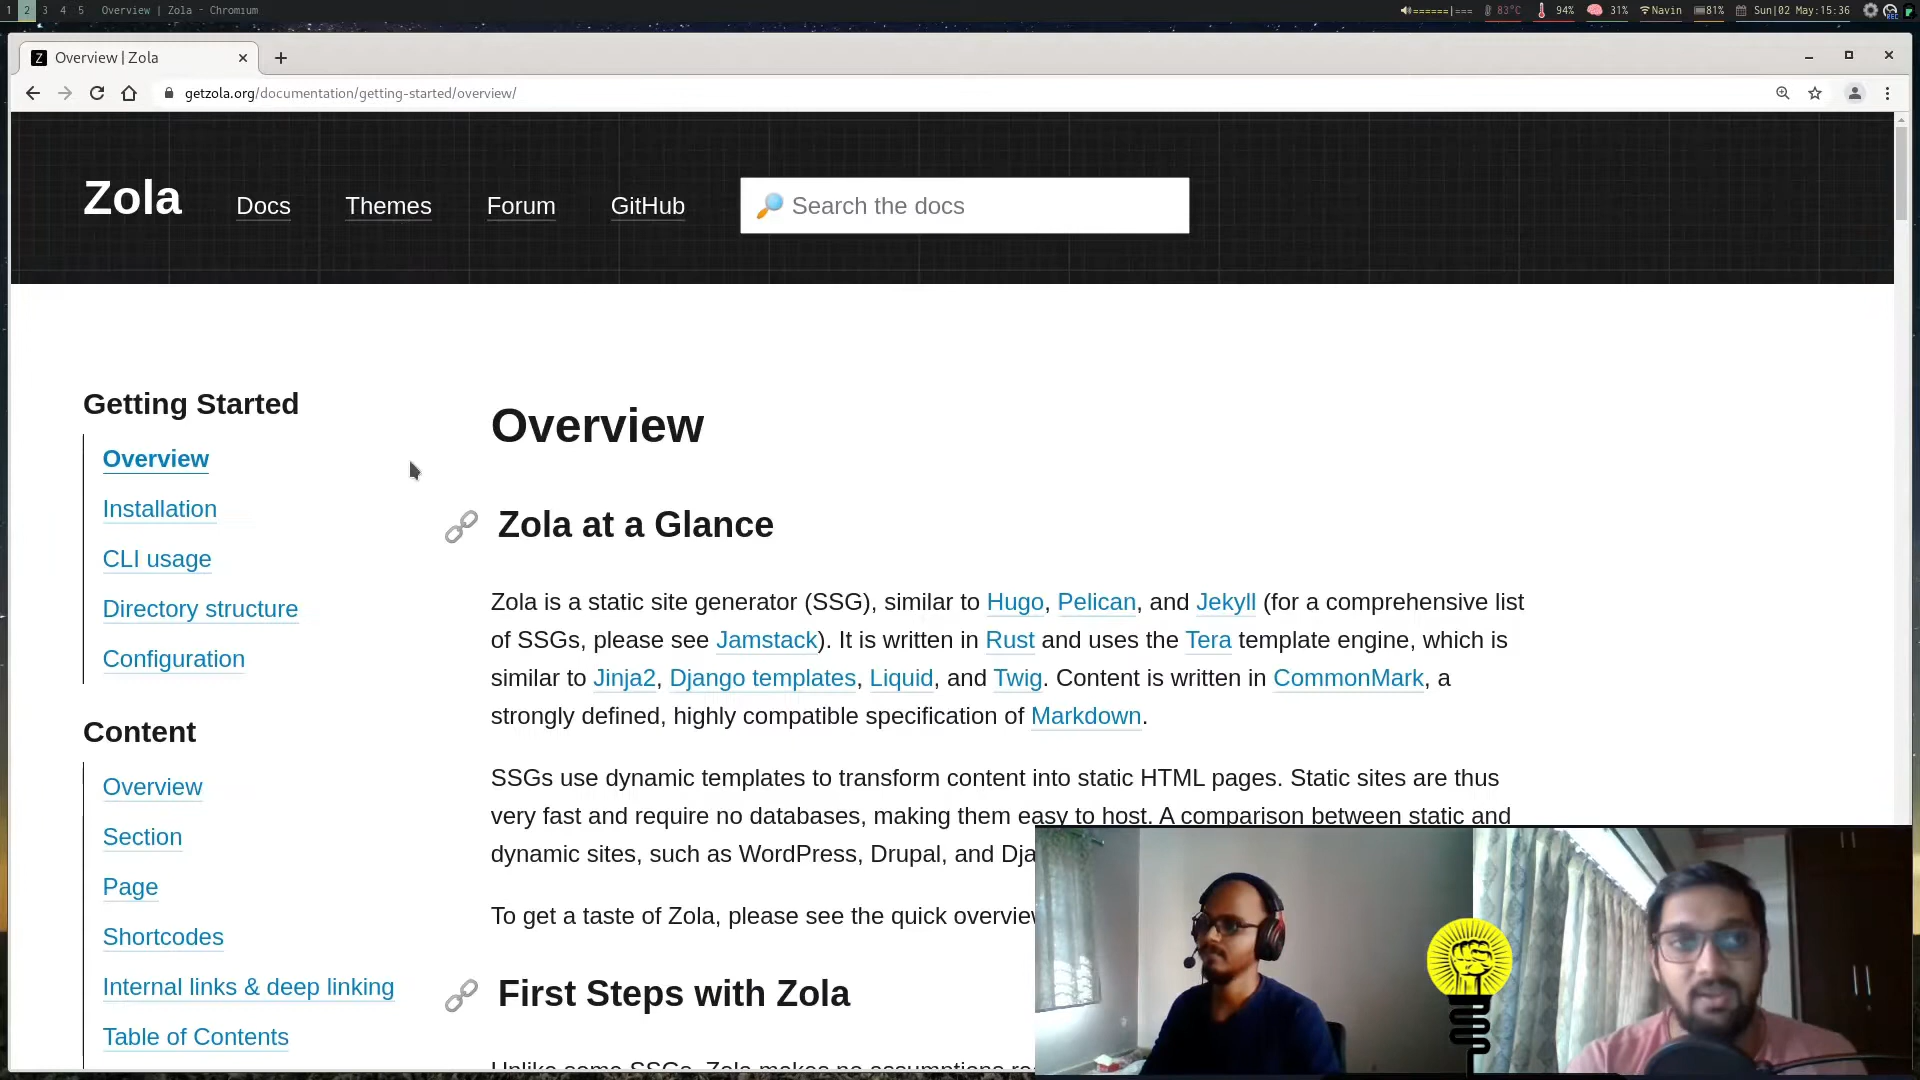 1 2 3 4 5 Overview | Zola - Chromium
83°C 94% 31% Navin 81% Sun|02 May:15:36
Z Overview | Zola
getzola.org/documentation/getting-started/overview/
Zola
Docs
Themes
Forum
GitHub
🔎 Search the docs
Getting Started
Overview
Installation
CLI usage
Directory structure
Configuration
Content
Overview
Section
Page
Shortcodes
Internal links & deep linking
Table of Contents
Overview
Zola at a Glance
Zola is a static site generator (SSG), similar to Hugo, Pelican, and Jekyll (for a comprehensive list
of SSGs, please see Jamstack). It is written in Rust and uses the Tera template engine, which is
similar to Jinja2, Django templates, Liquid, and Twig. Content is written in CommonMark, a
strongly defined, highly compatible specification of Markdown.
SSGs use dynamic templates to transform content into static HTML pages. Static sites are thus
very fast and require no databases, making them easy to host. A comparison between static and
dynamic sites, such as WordPress, Drupal, and Dja
To get a taste of Zola, please see the quick overview
First Steps with Zola
Unlike some SSGs, Zola makes no assumptions